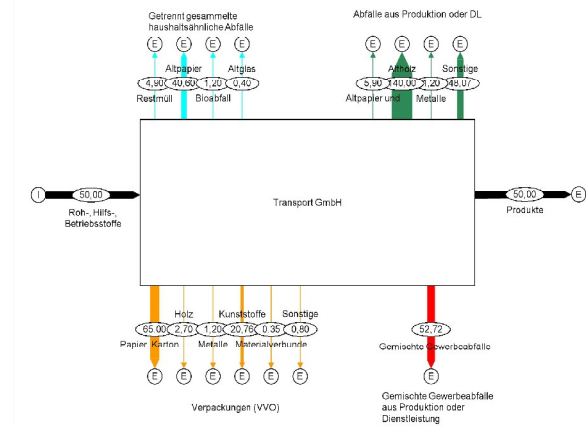 Getrennt gesammelte
haushaltsähnliche Abfälle
Abfälle aus Produktion oder DL
E E E E E E E E
Altpapier Altglas Altholz Sonstige
4,90 40,60 1,20 0,40 5,90 40,00 1,20 48,07
Restmüll Bioabfall Altpapier und Metalle
I 50,00 Transport GmbH 50,00 E
Roh-, Hilfs-,
Betriebsstoffe
Produkte
Holz Kunststoffe Sonstige
65,00 2,70 1,20 20,76 0,35 0,80 52,72
Papier Karton Metalle Materialverbunde Gemischte Gewerbeabfälle
E E E E E E E
Verpackungen (VVO)
Gemischte Gewerbeabfälle
aus Produktion oder
Dienstleistung